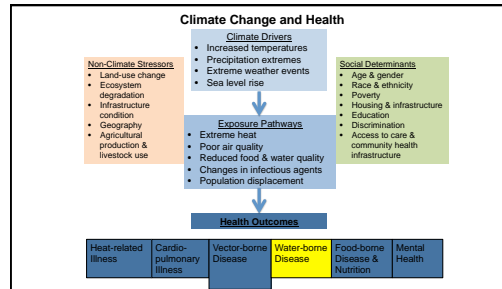 Climate Change and Health
Climate Drivers
• Increased temperatures
• Precipitation extremes
• Extreme weather events
• Sea level rise
Non-Climate Stressors
• Land-use change
• Ecosystem
degradation
• Infrastructure
condition
• Geography
• Agricultural
production &
livestock use
Social Determinants
• Age & gender
• Race & ethnicity
• Poverty
• Housing & infrastructure
• Education
• Discrimination
• Access to care &
community health
infrastructure
Exposure Pathways
• Extreme heat
• Poor air quality
• Reduced food & water quality
• Changes in infectious agents
• Population displacement
Health Outcomes
Heat-related
Illness
Cardio-
pulmonary
Illness
Vector-borne
Disease
Water-borne
Disease
Food-borne
Disease &
Nutrition
Mental
Health